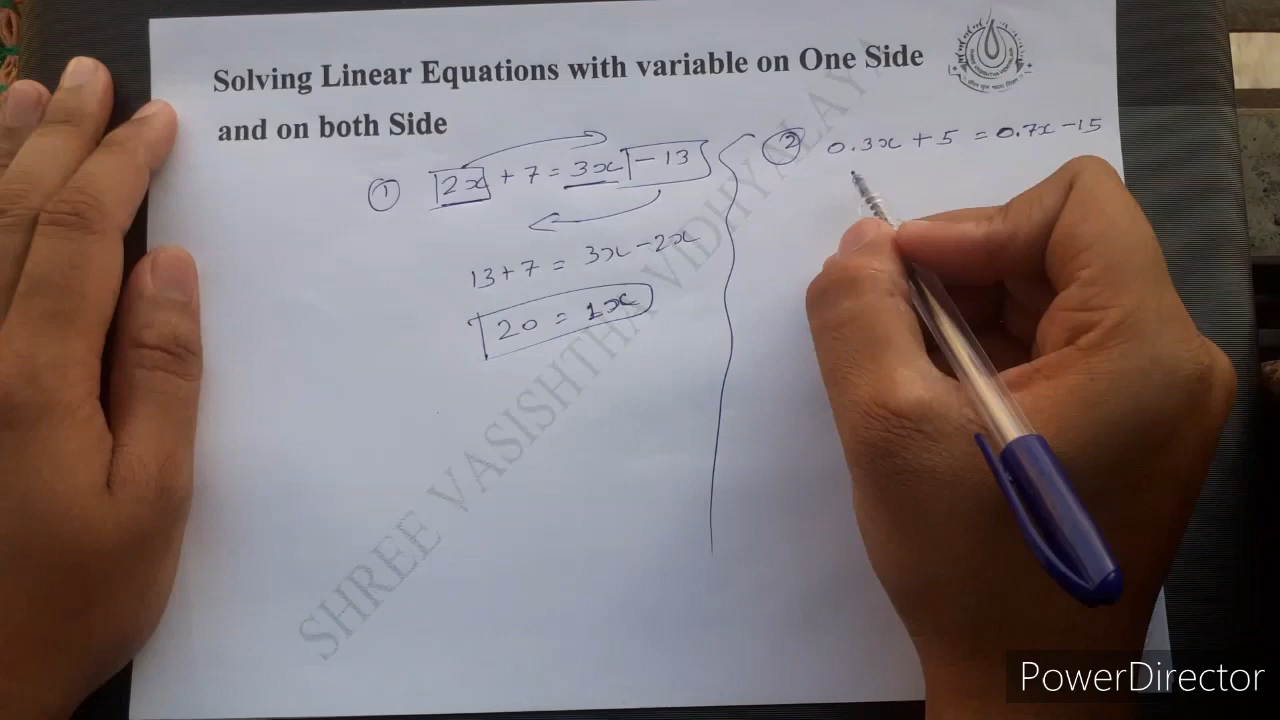 Solving Linear Equations with variable on One Side
and on both Side
① 2x + 7 = 3x - 13
13 + 7 = 3x - 2x
20 = 1x
② 0.3x + 5 = 0.7x - 15
SHREE VASISHTHA VIDHYALAYA
PowerDirector